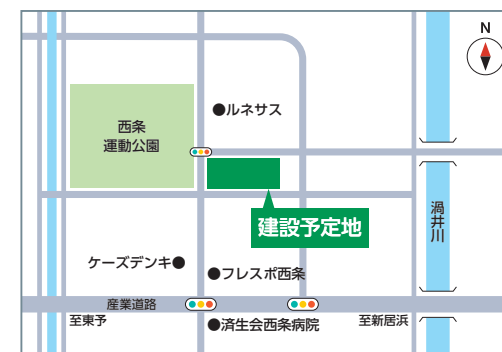 N
●ルネサス
西条
運動公園
建設予定地
渦井川
ケーズデンキ●
●フレスポ西条
産業道路
至東予
●済生会西条病院
至新居浜